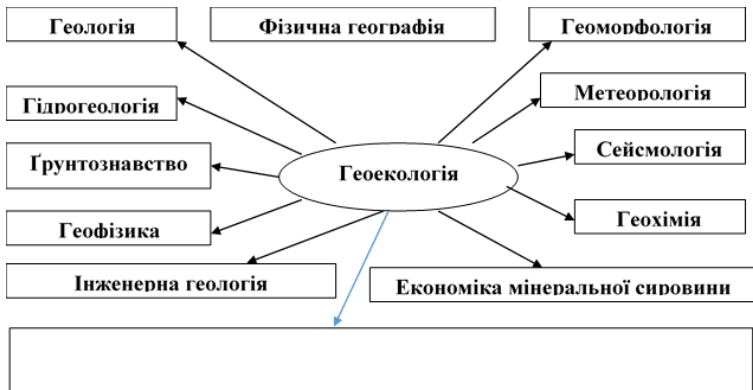 Геологія
Фізична географія
Геоморфологія
Гідрогеологія
Метеорологія
Ґрунтознавство
Геоекологія
Сейсмологія
Геофізика
Геохімія
Інженерна геологія
Економіка мінеральної сировини